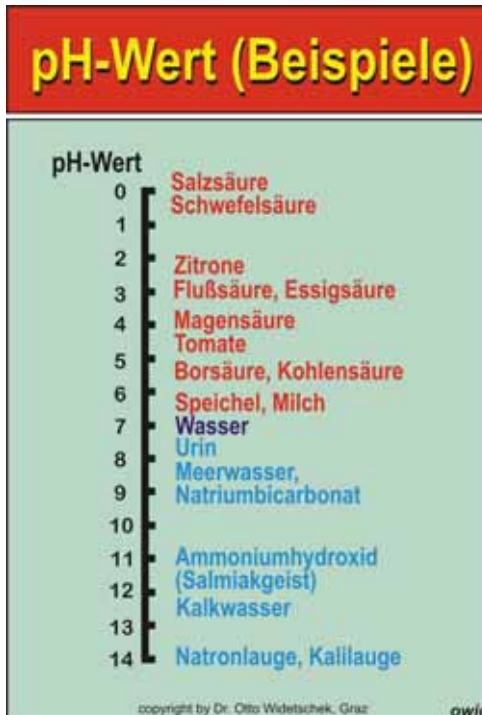 pH-Wert (Beispiele)
pH-Wert
0 Salzsäure
Schwefelsäure
1
2 Zitrone
3 Flußsäure, Essigsäure
4 Magensäure
Tomate
5 Borsäure, Kohlensäure
6 Speichel, Milch
7 Wasser
Urin
8 Meerwasser,
9 Natriumbicarbonat
10
11 Ammoniumhydroxid
(Salmiakgeist)
12 Kalkwasser
13
14 Natronlauge, Kalilauge
copyright by Dr. Otto Widetschek, Graz